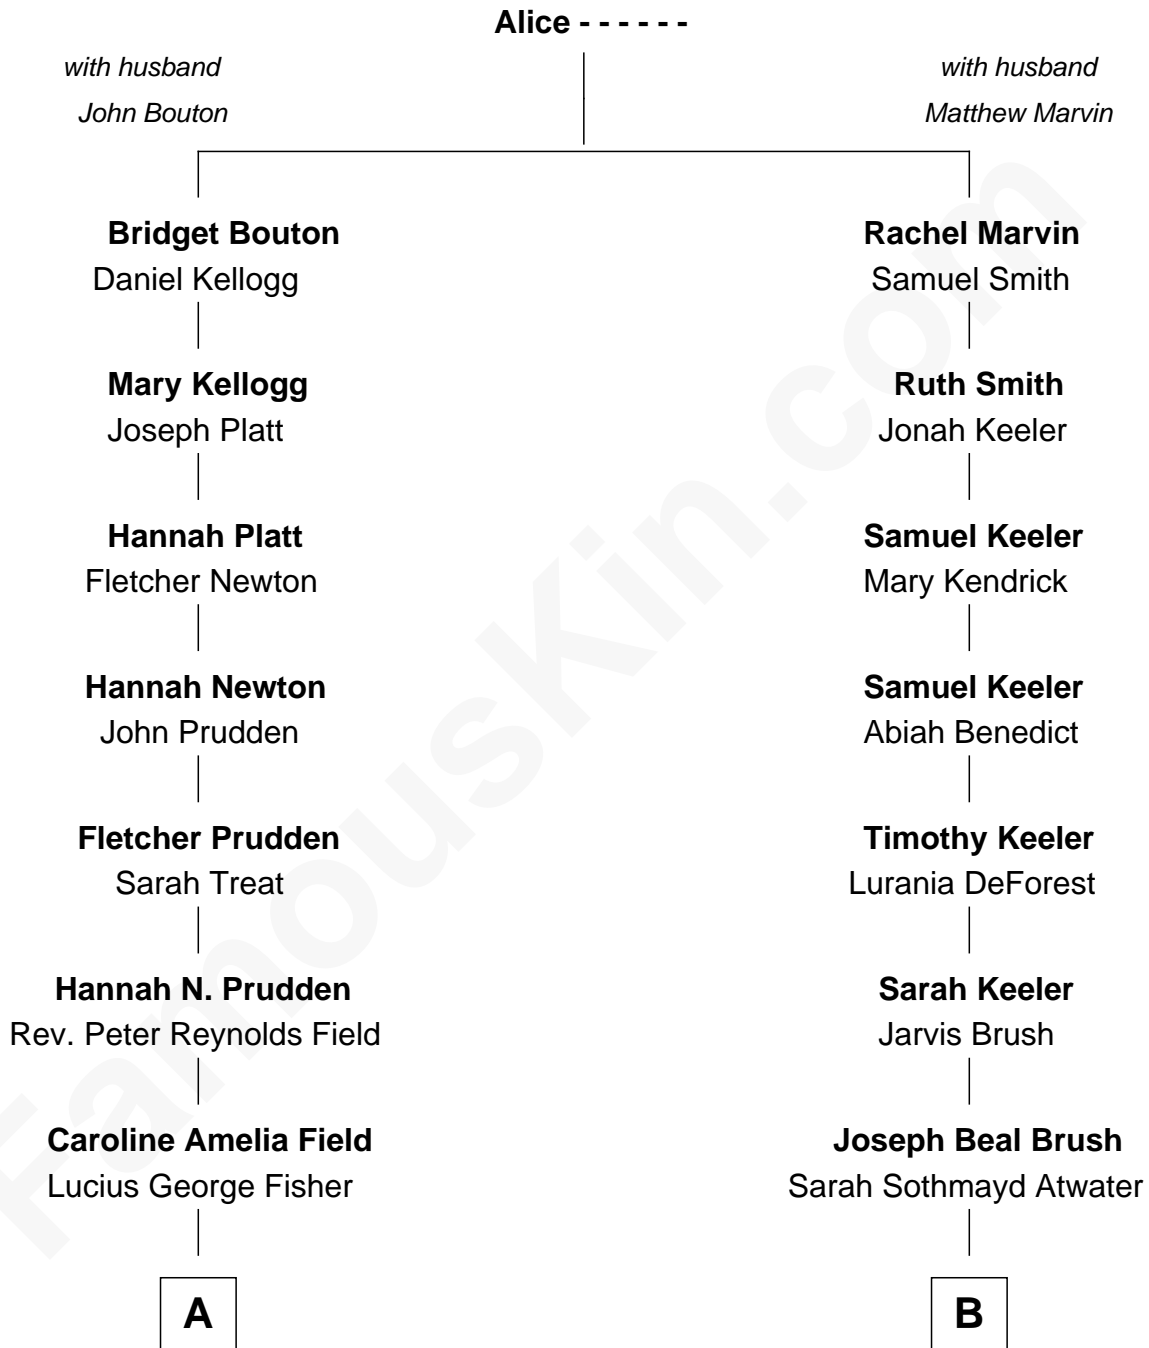 Alice - - - - - -
with husband
John Bouton
with husband
Matthew Marvin
Bridget Bouton
Daniel Kellogg
Rachel Marvin
Samuel Smith
Mary Kellogg
Joseph Platt
Ruth Smith
Jonah Keeler
Hannah Platt
Fletcher Newton
Samuel Keeler
Mary Kendrick
Hannah Newton
John Prudden
Samuel Keeler
Abiah Benedict
Fletcher Prudden
Sarah Treat
Timothy Keeler
Lurania DeForest
Hannah N. Prudden
Rev. Peter Reynolds Field
Sarah Keeler
Jarvis Brush
Caroline Amelia Field
Lucius George Fisher
Joseph Beal Brush
Sarah Sothmayd Atwater
A
B
FamousKin.com